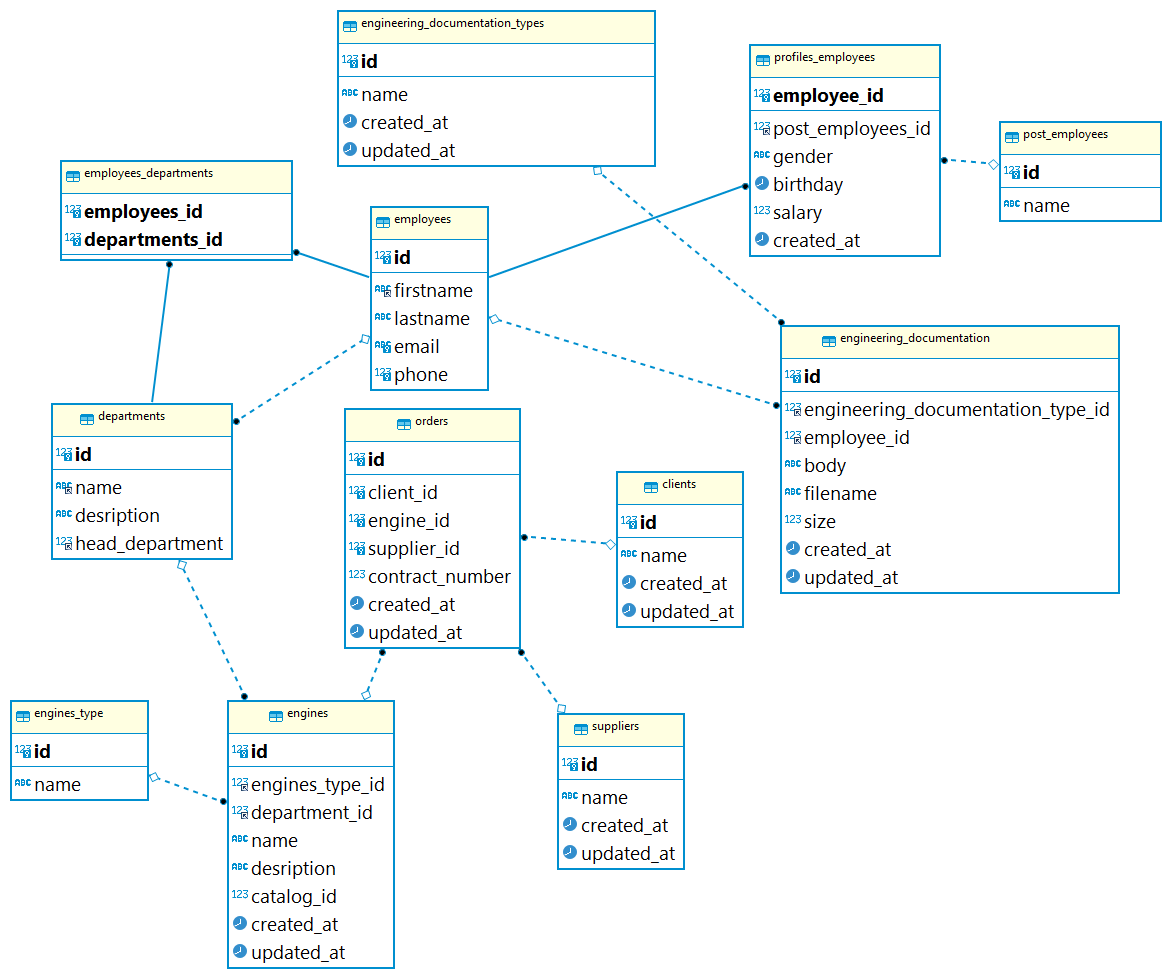 engineering_documentation_types
id
name
created_at
updated_at
profiles_employees
employee_id
post_employees_id
gender
birthday
salary
created_at
post_employees
id
name
employees_departments
employees_id
departments_id
employees
id
firstname
lastname
email
phone
engineering_documentation
id
engineering_documentation_type_id
employee_id
body
filename
size
created_at
updated_at
departments
id
name
desription
head_department
orders
id
client_id
engine_id
supplier_id
contract_number
created_at
updated_at
clients
id
name
created_at
updated_at
engines_type
id
name
engines
id
engines_type_id
department_id
name
desription
catalog_id
created_at
updated_at
suppliers
id
name
created_at
updated_at